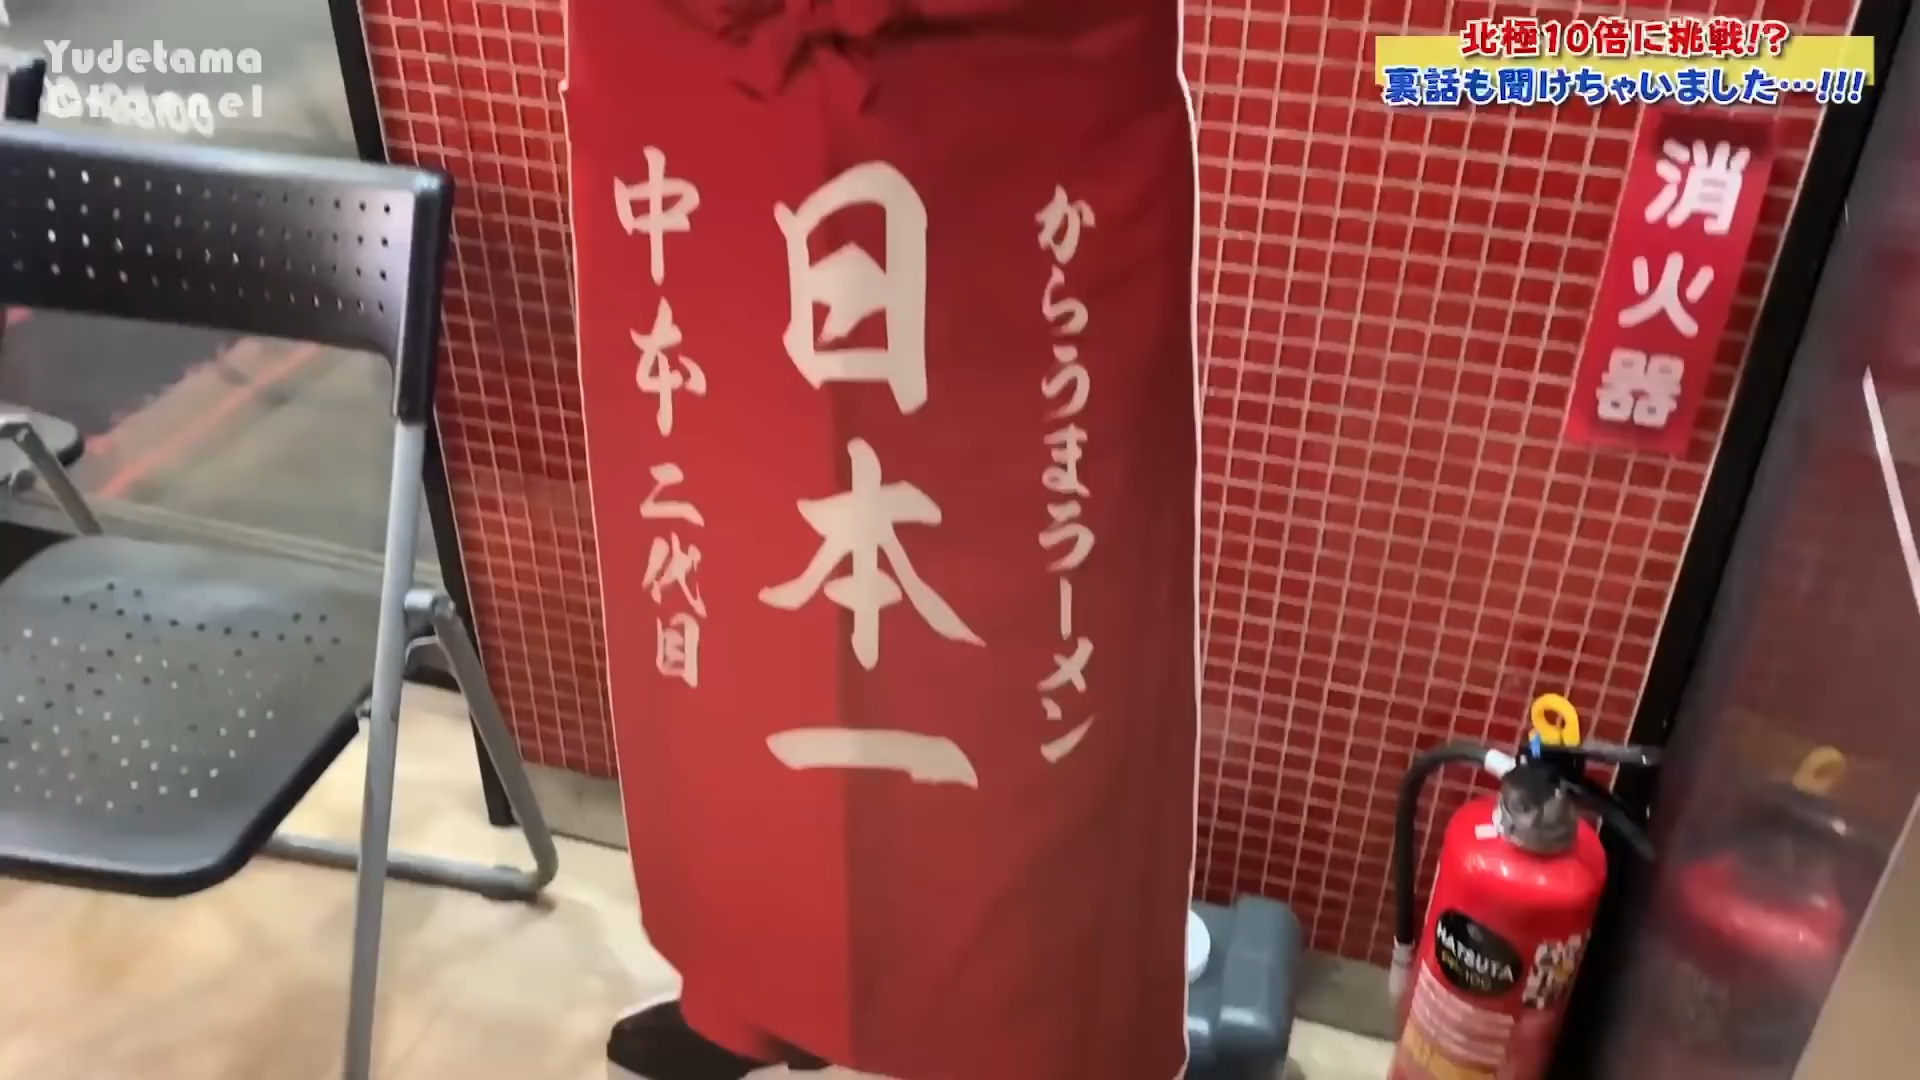 Yudetama
Channel
北極10倍に挑戦!?
裏話も聞けちゃいました…!!!
からうまラーメン
日本一
中本 二代目
消火器
HATSUTA